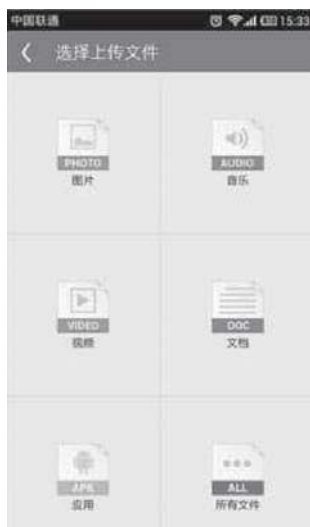 中国联通 15:33
选择上传文件
PHOTO
图片
AUDIO
音乐
VIDEO
视频
DOC
文档
APK
应用
ALL
所有文件